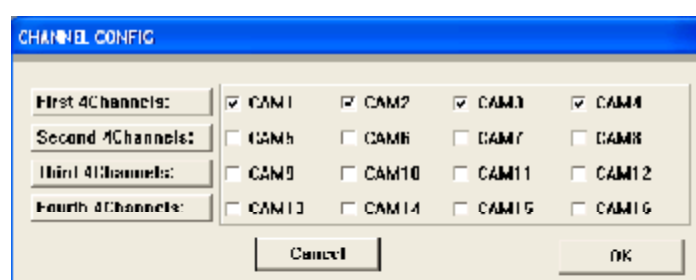 CHANNEL CONFIG
First 4Channels: CAM1 CAM2 CAM3 CAM4
Second 4Channels: CAM5 CAM6 CAM7 CAM8
Third 4Channels: CAM9 CAM10 CAM11 CAM12
Fourth 4Channels: CAM13 CAM14 CAM15 CAM16
Cancel OK